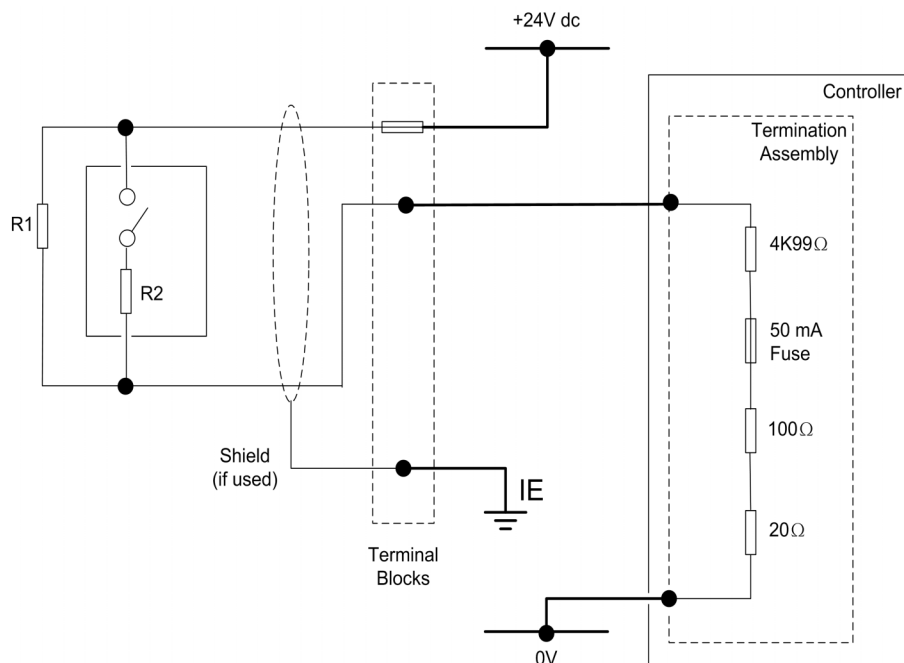 +24V dc
Controller
Termination
Assembly
R1
R2
4K99Ω
50 mA
Fuse
100Ω
Shield
(if used)
IE
20Ω
Terminal
Blocks
0V